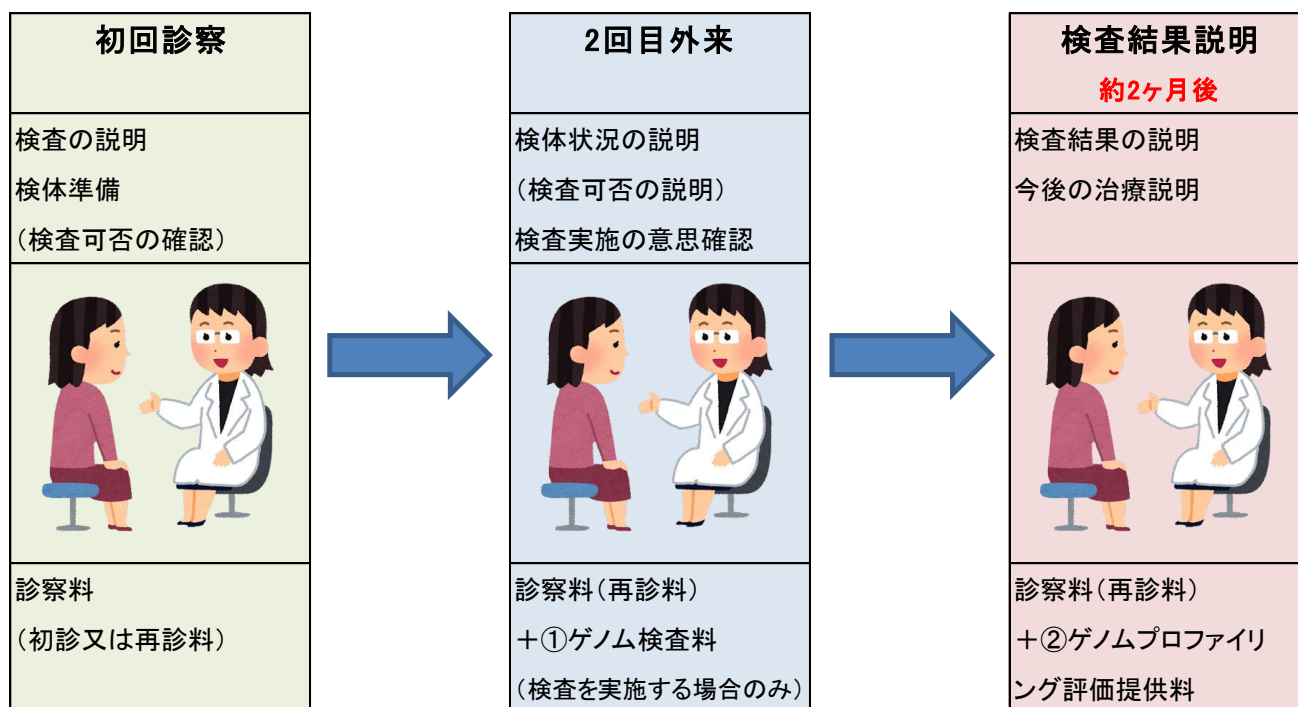 初回診察
検査の説明
検体準備
(検査可否の確認)
診察料
(初診又は再診料)
2回目外来
検体状況の説明
(検査可否の説明)
検査実施の意思確認
診察料(再診料)
+①ゲノム検査料
(検査を実施する場合のみ)
検査結果説明
約2ヶ月後
検査結果の説明
今後の治療説明
診察料(再診料)
+②ゲノムプロファイリ
ング評価提供料